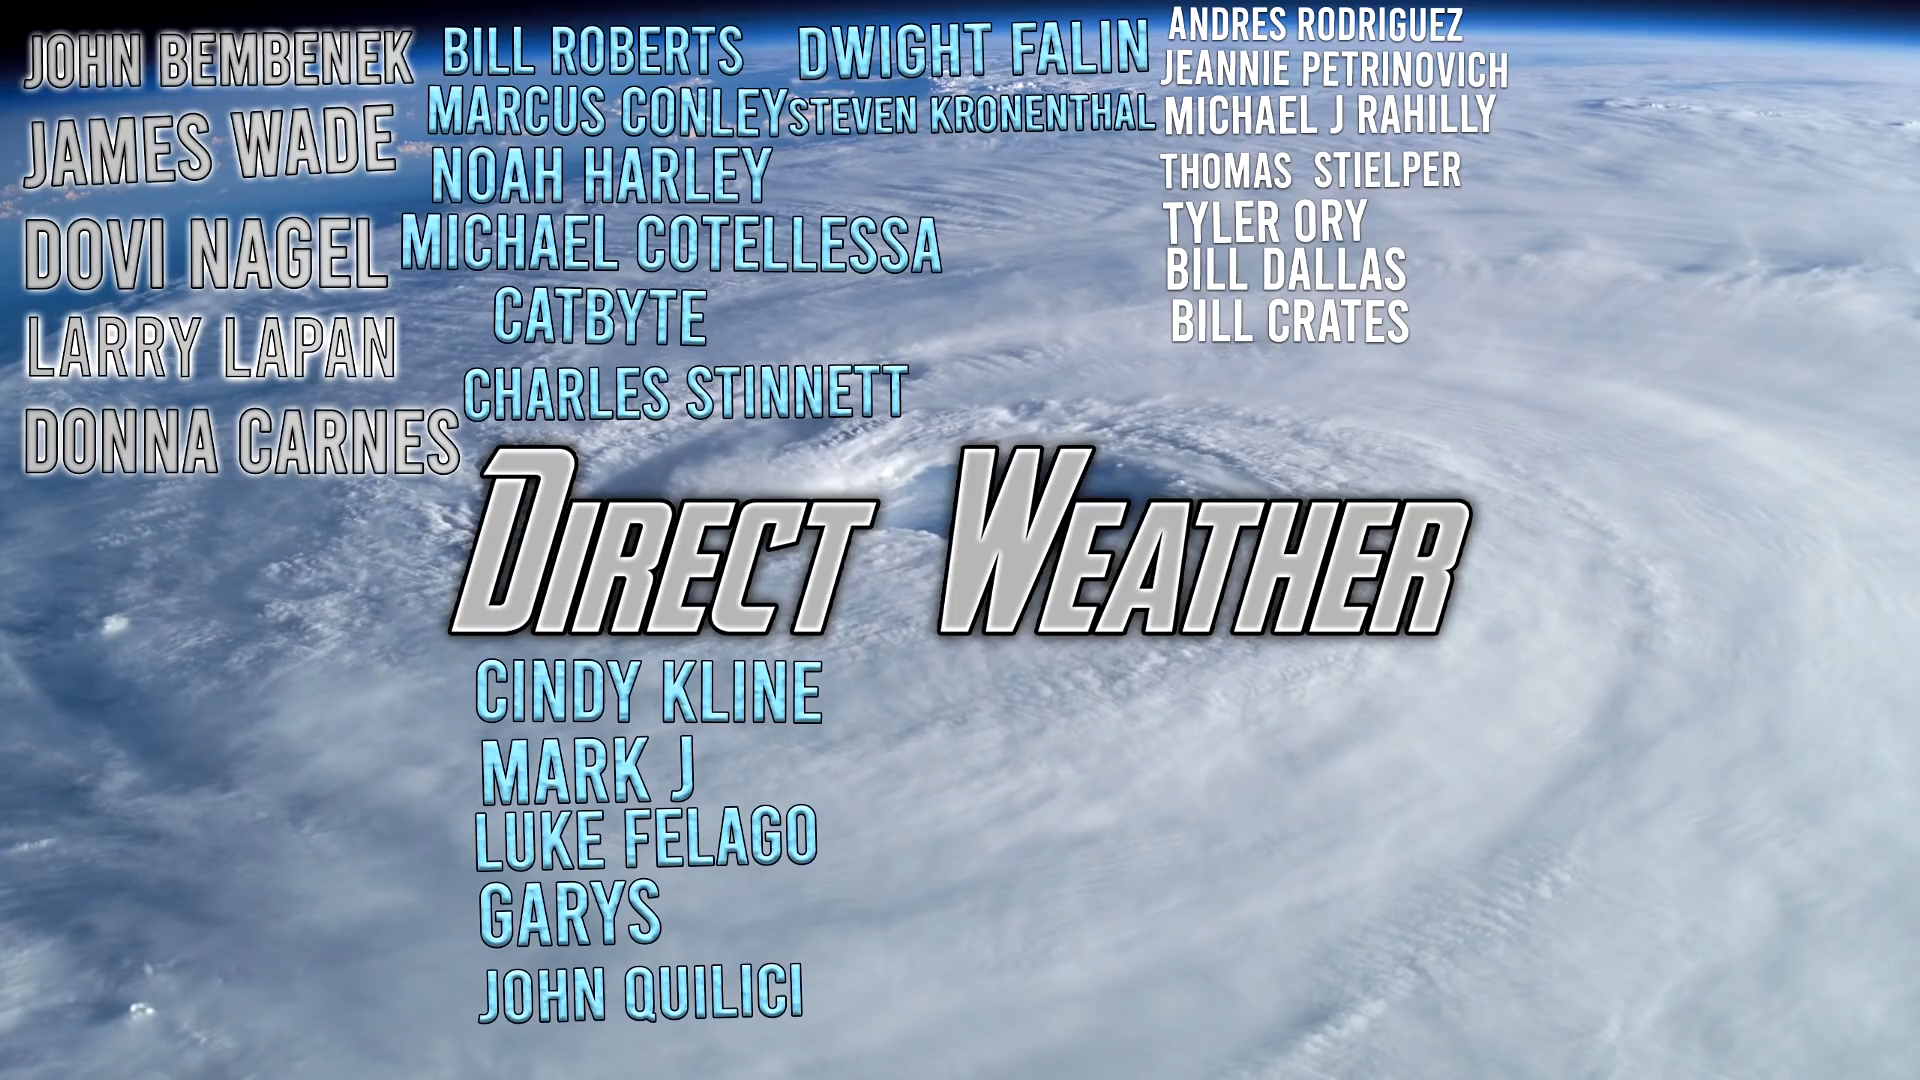 JOHN BEMBENEK
JAMES WADE
DOVI NAGEL
LARRY LAPAN
DONNA CARNES
BILL ROBERTS
MARCUS CONLEY
NOAH HARLEY
MICHAEL COTELLESSA
CATBYTE
CHARLES STINNETT
DWIGHT FALIN
STEVEN KRONENTHAL
ANDRES RODRIGUEZ
JEANNIE PETRINOVICH
MICHAEL J RAHILLY
THOMAS STIELPER
TYLER ORY
BILL DALLAS
BILL CRATES
DIRECT WEATHER
CINDY KLINE
MARK J
LUKE FELAGO
GARYS
JOHN QUILICI